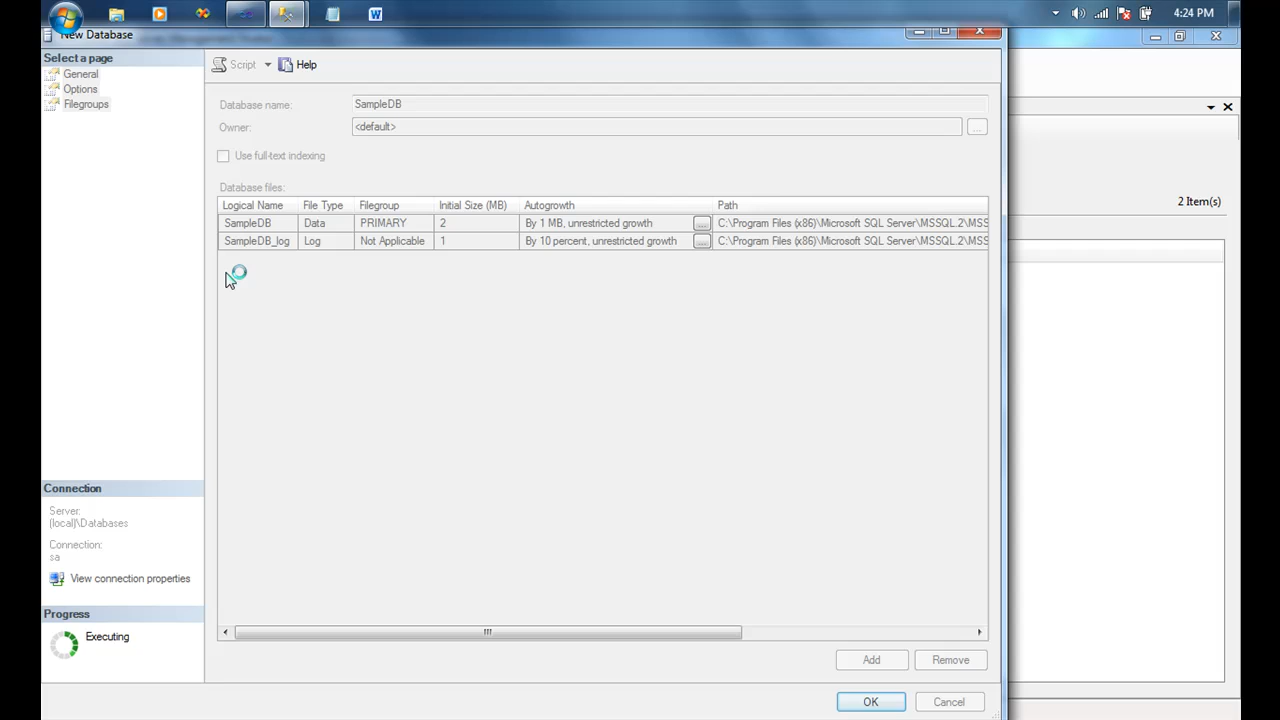 4:24 PM
New Database
Select a page
General
Options
Filegroups
Script
Help
Database name:
SampleDB
Owner:
<default>
...
Use full-text indexing
Database files:
Logical Name File Type Filegroup Initial Size (MB) Autogrowth Path
SampleDB Data PRIMARY 2 By 1 MB, unrestricted growth ... C:\Program Files (x86)\Microsoft SQL Server\MSSQL.2\MSS
SampleDB_log Log Not Applicable 1 By 10 percent, unrestricted growth ... C:\Program Files (x86)\Microsoft SQL Server\MSSQL.2\MSS
2 Item(s)
Connection
Server:
(local)\Databases
Connection:
sa
View connection properties
Progress
Executing
Add
Remove
OK
Cancel